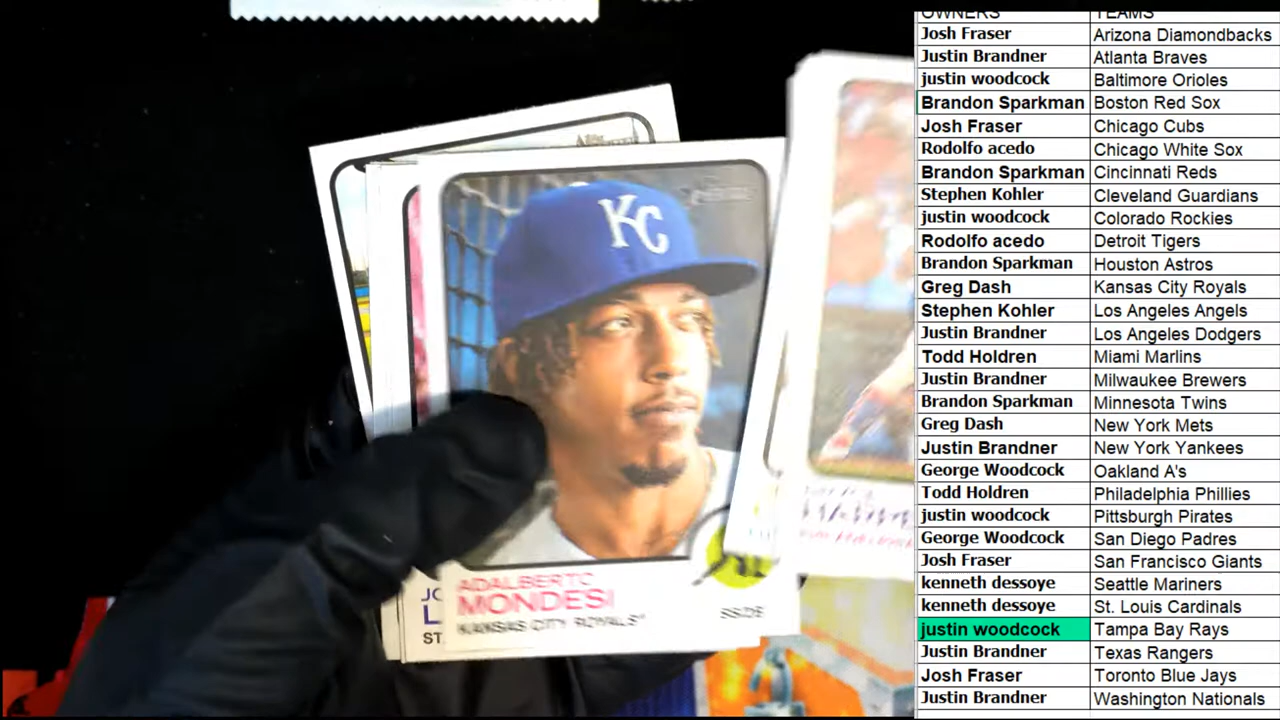 OWNERS TEAMS
Josh Fraser Arizona Diamondbacks
Justin Brandner Atlanta Braves
justin woodcock Baltimore Orioles
Brandon Sparkman Boston Red Sox
Josh Fraser Chicago Cubs
Rodolfo acedo Chicago White Sox
Brandon Sparkman Cincinnati Reds
Stephen Kohler Cleveland Guardians
justin woodcock Colorado Rockies
Rodolfo acedo Detroit Tigers
Brandon Sparkman Houston Astros
Greg Dash Kansas City Royals
Stephen Kohler Los Angeles Angels
Justin Brandner Los Angeles Dodgers
Todd Holdren Miami Marlins
Justin Brandner Milwaukee Brewers
Brandon Sparkman Minnesota Twins
Greg Dash New York Mets
Justin Brandner New York Yankees
George Woodcock Oakland A's
Todd Holdren Philadelphia Phillies
justin woodcock Pittsburgh Pirates
George Woodcock San Diego Padres
Josh Fraser San Francisco Giants
kenneth dessoye Seattle Mariners
kenneth dessoye St. Louis Cardinals
justin woodcock Tampa Bay Rays
Justin Brandner Texas Rangers
Josh Fraser Toronto Blue Jays
Justin Brandner Washington Nationals
KC
ADALBERTO
MONDESI
KANSAS CITY ROYALS
JO
L
ST.